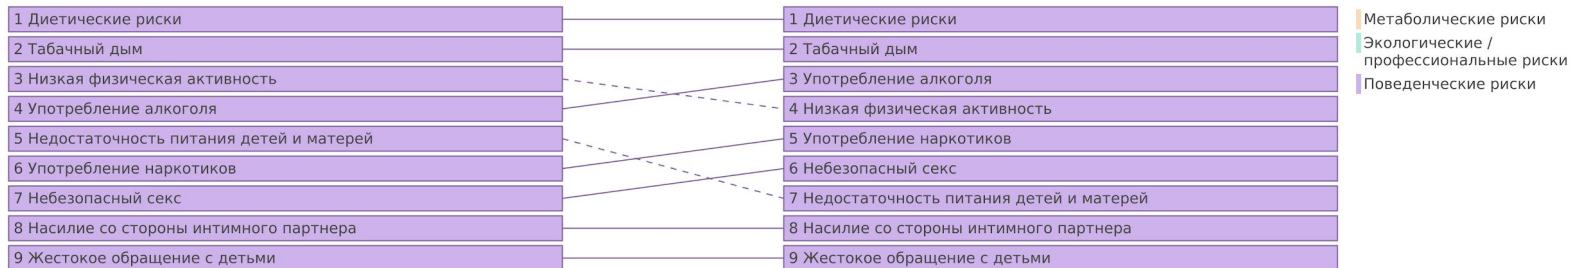 1 Диетические риски
2 Табачный дым
3 Низкая физическая активность
4 Употребление алкоголя
5 Недостаточность питания детей и матерей
6 Употребление наркотиков
7 Небезопасный секс
8 Насилие со стороны интимного партнера
9 Жестокое обращение с детьми
1 Диетические риски
2 Табачный дым
3 Употребление алкоголя
4 Низкая физическая активность
5 Употребление наркотиков
6 Небезопасный секс
7 Недостаточность питания детей и матерей
8 Насилие со стороны интимного партнера
9 Жестокое обращение с детьми
Метаболические риски
Экологические /
профессиональные риски
Поведенческие риски